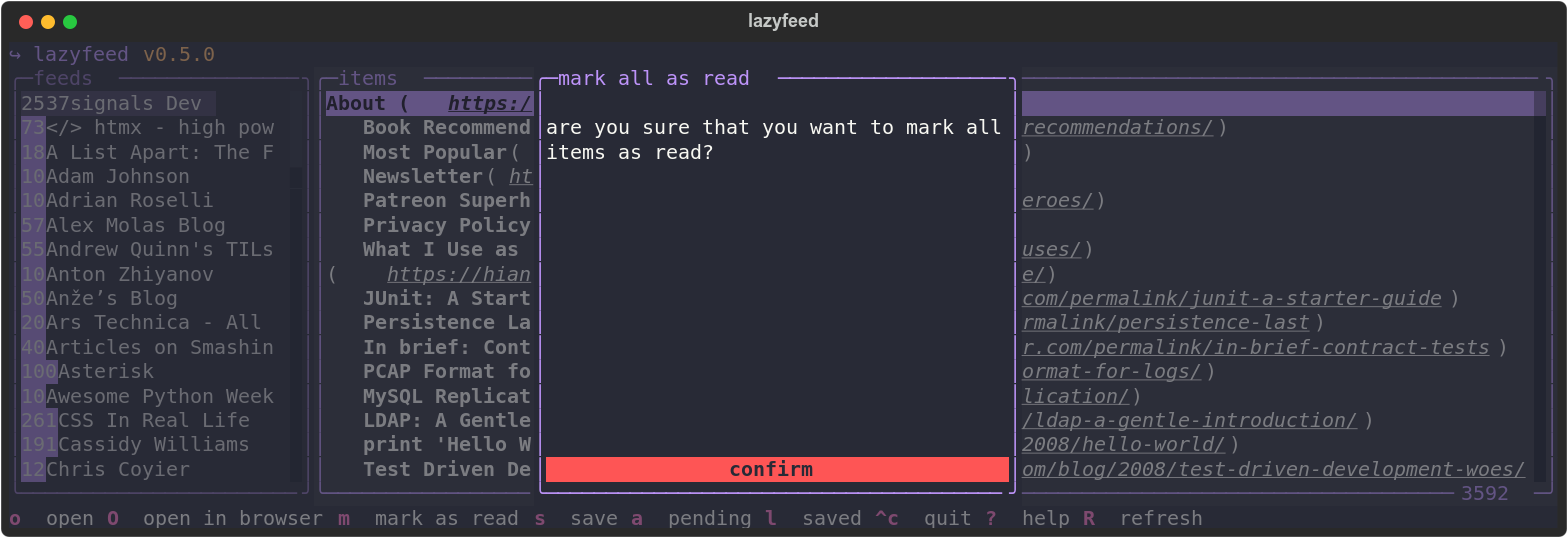 lazyfeed
↪ lazyfeed v0.5.0
feeds items mark all as read
2537signals Dev About ( https:/
73</> htmx - high pow Book Recommend are you sure that you want to mark all recommendations/)
18A List Apart: The F Most Popular( items as read? )
10Adam Johnson Newsletter( ht
10Adrian Roselli Patreon Superh eroes/)
57Alex Molas Blog Privacy Policy
55Andrew Quinn's TILs What I Use as uses/)
10Anton Zhiyanov ( https://hian e/)
50Anže’s Blog JUnit: A Start com/permalink/junit-a-starter-guide )
20Ars Technica - All Persistence La rmalink/persistence-last )
40Articles on Smashin In brief: Cont r.com/permalink/in-brief-contract-tests )
100Asterisk PCAP Format fo ormat-for-logs/)
10Awesome Python Week MySQL Replicat lication/)
261CSS In Real Life LDAP: A Gentle /ldap-a-gentle-introduction/ )
191Cassidy Williams print 'Hello W 2008/hello-world/ )
12Chris Coyier Test Driven De confirm om/blog/2008/test-driven-development-woes/
3592
o open O open in browser m mark as read s save a pending l saved ^c quit ? help R refresh